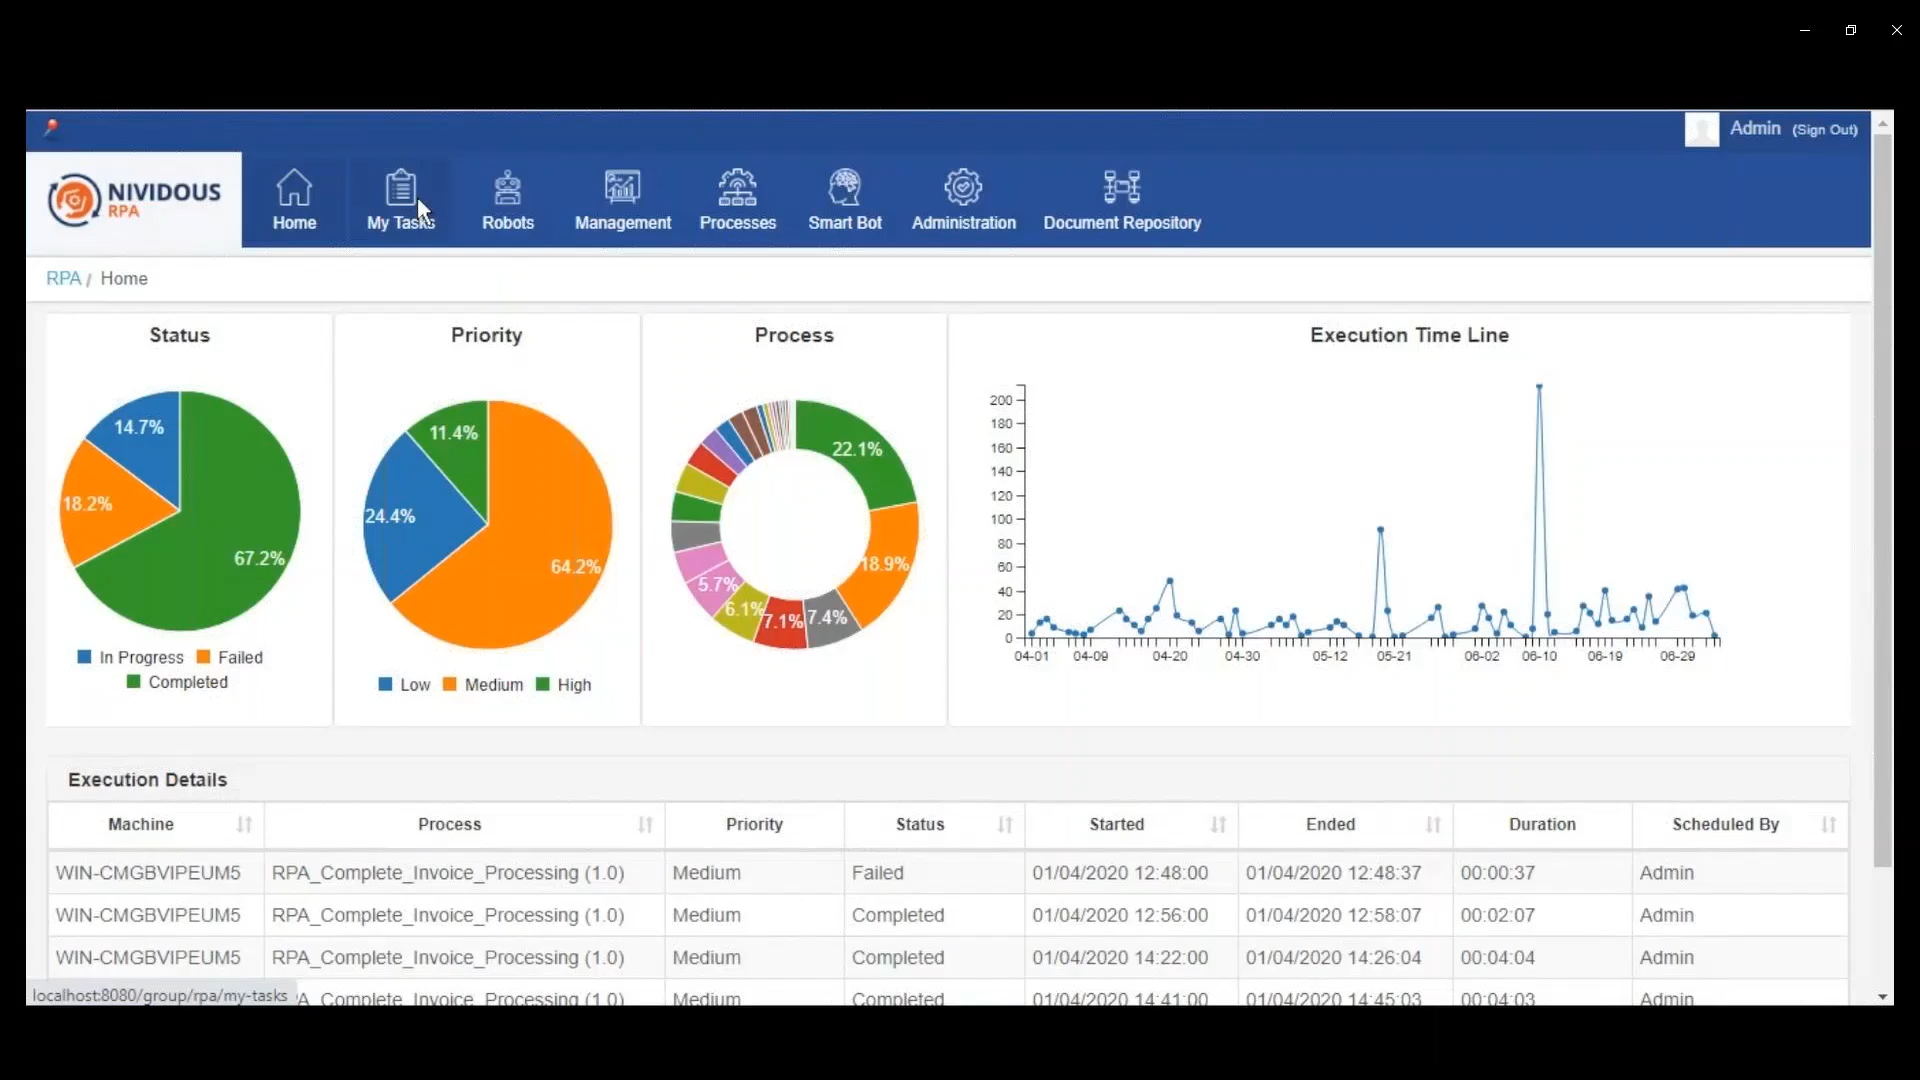 Admin (Sign Out)
NIVIDOUS
RPA
Home
My Tasks
Robots
Management
Processes
Smart Bot
Administration
Document Repository
RPA / Home
Status
14.7%
18.2%
67.2%
In Progress
Failed
Completed
Priority
11.4%
24.4%
64.2%
Low
Medium
High
Process
22.1%
18.9%
5.7%
6.1%
7.1%
7.4%
Execution Time Line
200
180
160
140
120
100
80
60
40
20
0
04-01 04-09 04-20 04-30 05-12 05-21 06-02 06-10 06-19 06-29
Execution Details
Machine Process Priority Status Started Ended Duration Scheduled By
WIN-CMGBVIPEUM5 RPA_Complete_Invoice_Processing (1.0) Medium Failed 01/04/2020 12:48:00 01/04/2020 12:48:37 00:00:37 Admin
WIN-CMGBVIPEUM5 RPA_Complete_Invoice_Processing (1.0) Medium Completed 01/04/2020 12:56:00 01/04/2020 12:58:07 00:02:07 Admin
WIN-CMGBVIPEUM5 RPA_Complete_Invoice_Processing (1.0) Medium Completed 01/04/2020 14:22:00 01/04/2020 14:26:04 00:04:04 Admin
localhost:8080/group/rpa/my-tasks
A_Complete_Invoice_Processing (1.0) Medium Completed 01/04/2020 14:41:00 01/04/2020 14:45:03 00:04:03 Admin